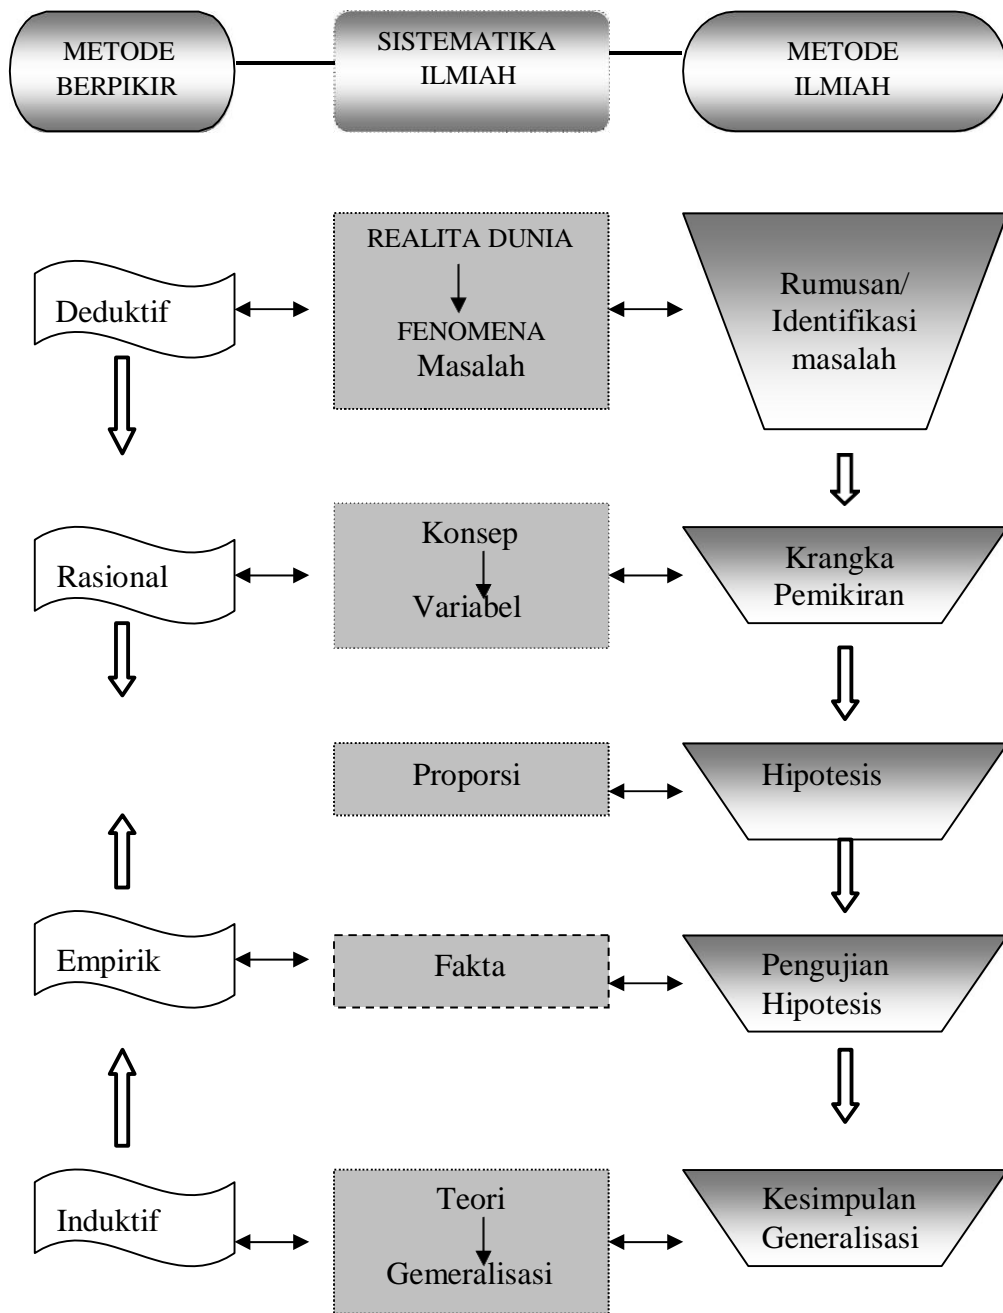 METODE
BERPIKIR
SISTEMATIKA
ILMIAH
METODE
ILMIAH
Deduktif
REALITA DUNIA
FENOMENA
Masalah
Rumusan/
Identifikasi
masalah
Rasional
Konsep
Variabel
Krangka
Pemikiran
Proporsi
Hipotesis
Empirik
Fakta
Pengujian
Hipotesis
Induktif
Teori
Gemeralisasi
Kesimpulan
Generalisasi